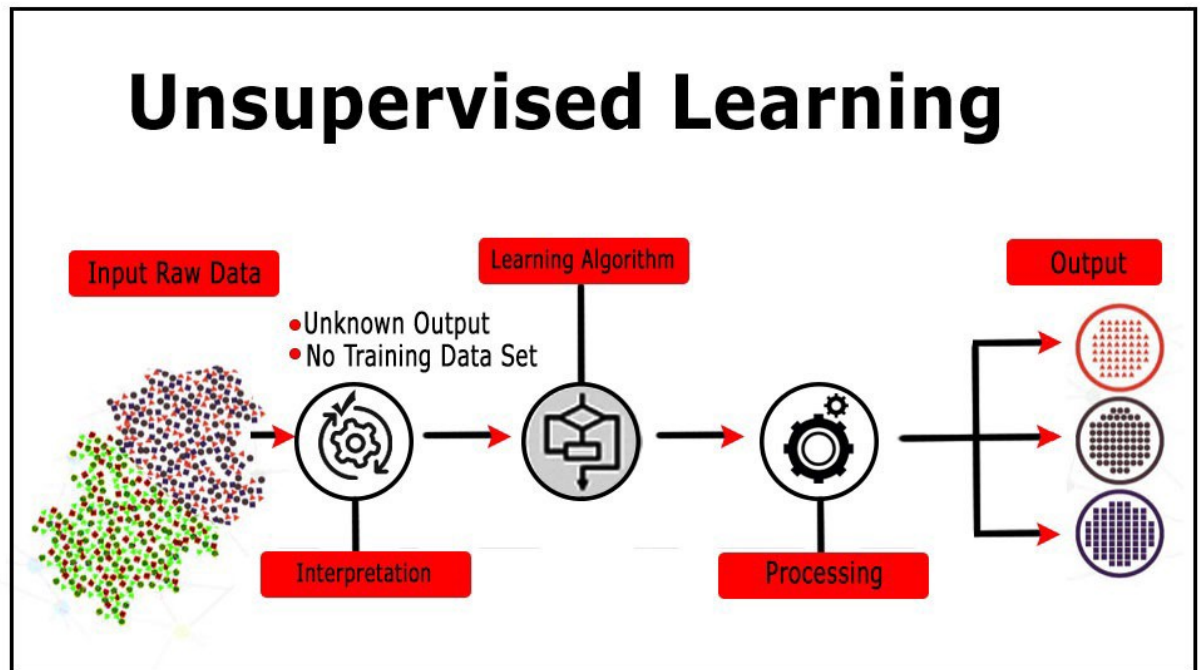 Unsupervised Learning
Input Raw Data
Unknown Output
No Training Data Set
Learning Algorithm
Output
Interpretation
Processing